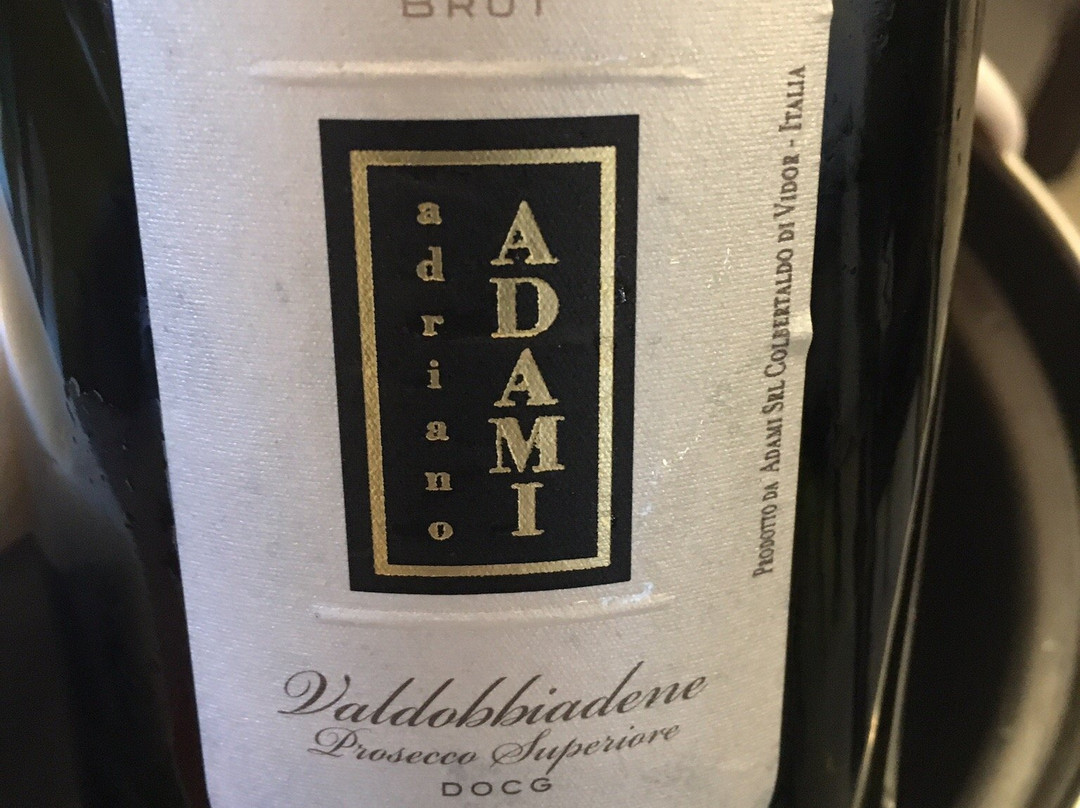 BRUT
adriano
ADAMI
Valdobbiadene
Prosecco Superiore
DOCG
PRODOTTO DA ADAMI SRL COLBERTALDO DI VIDOR - ITALIA